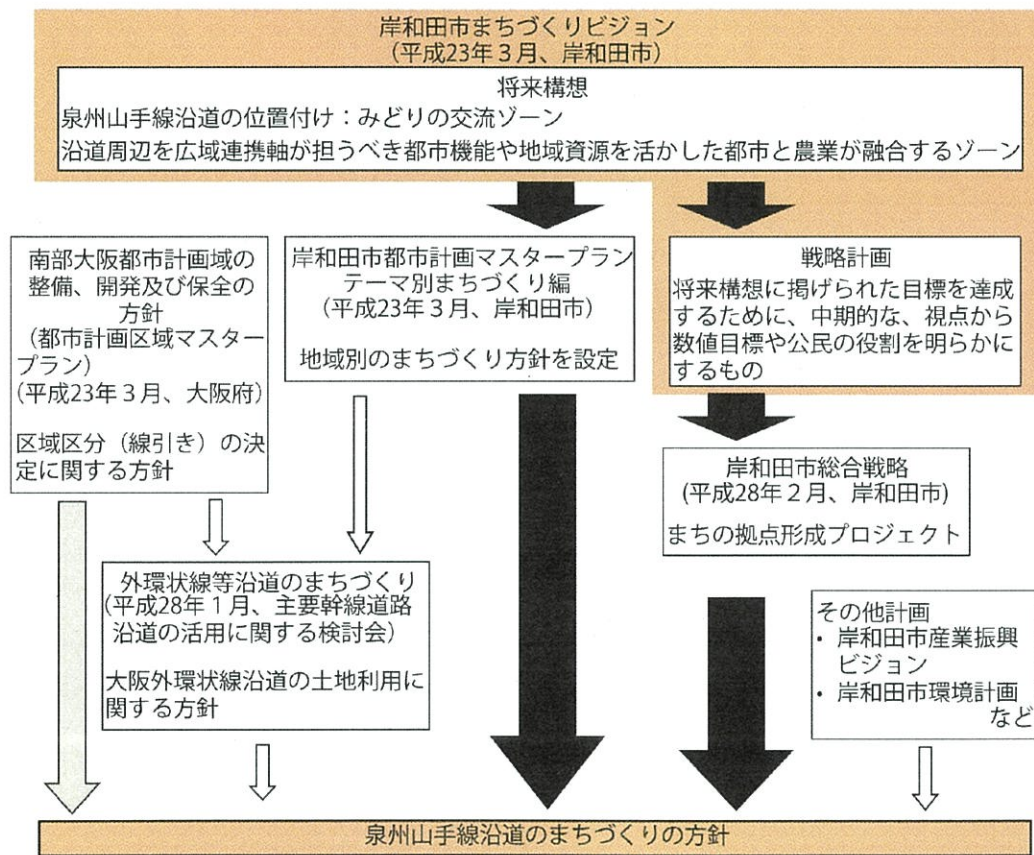 岸和田市まちづくりビジョン
(平成23年３月、岸和田市)
将来構想
泉州山手線沿道の位置付け：みどりの交流ゾーン
沿道周辺を広域連携軸が担うべき都市機能や地域資源を活かした都市と農業が融合するゾーン
南部大阪都市計画域の
整備、開発及び保全の
方針
（都市計画区域マスター
プラン）
(平成23年３月、大阪府)
区域区分（線引き）の決
定に関する方針
岸和田市都市計画マスタープラン
テーマ別まちづくり編
(平成23年３月、岸和田市)
地域別のまちづくり方針を設定
戦略計画
将来構想に掲げられた目標を達成
するために、中期的な、視点から
数値目標や公民の役割を明らかに
するもの
岸和田市総合戦略
(平成28年２月、岸和田市)
まちの拠点形成プロジェクト
外環状線等沿道のまちづくり
(平成28年１月、主要幹線道路
沿道の活用に関する検討会）
大阪外環状線沿道の土地利用に
関する方針
その他計画
・ 岸和田市産業振興
ビジョン
・ 岸和田市環境計画
など
泉州山手線沿道のまちづくりの方針